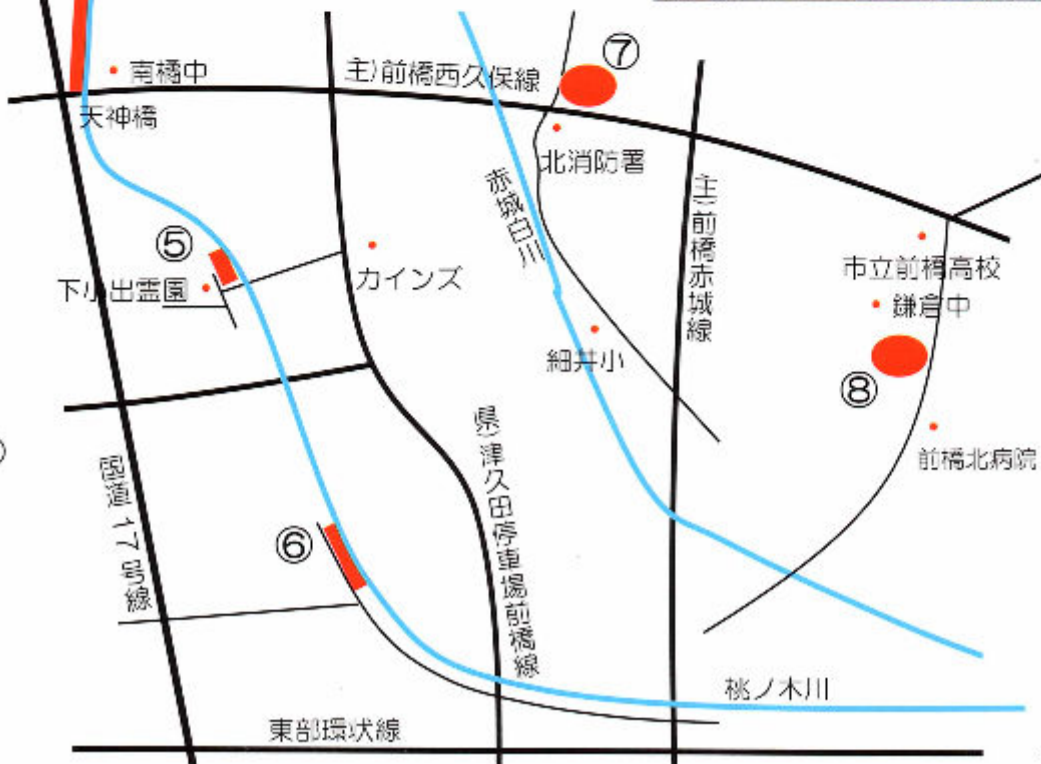 ⑦
南橘中
主)前橋西久保線
天神橋
北消防署
赤城白川
主)前橋赤城線
⑤
市立前橋高校
下小出霊園
カインズ
鎌倉中
細井小
⑧
県)津久田停車場前橋線
前橋北病院
国道17号線
⑥
桃ノ木川
東部環状線